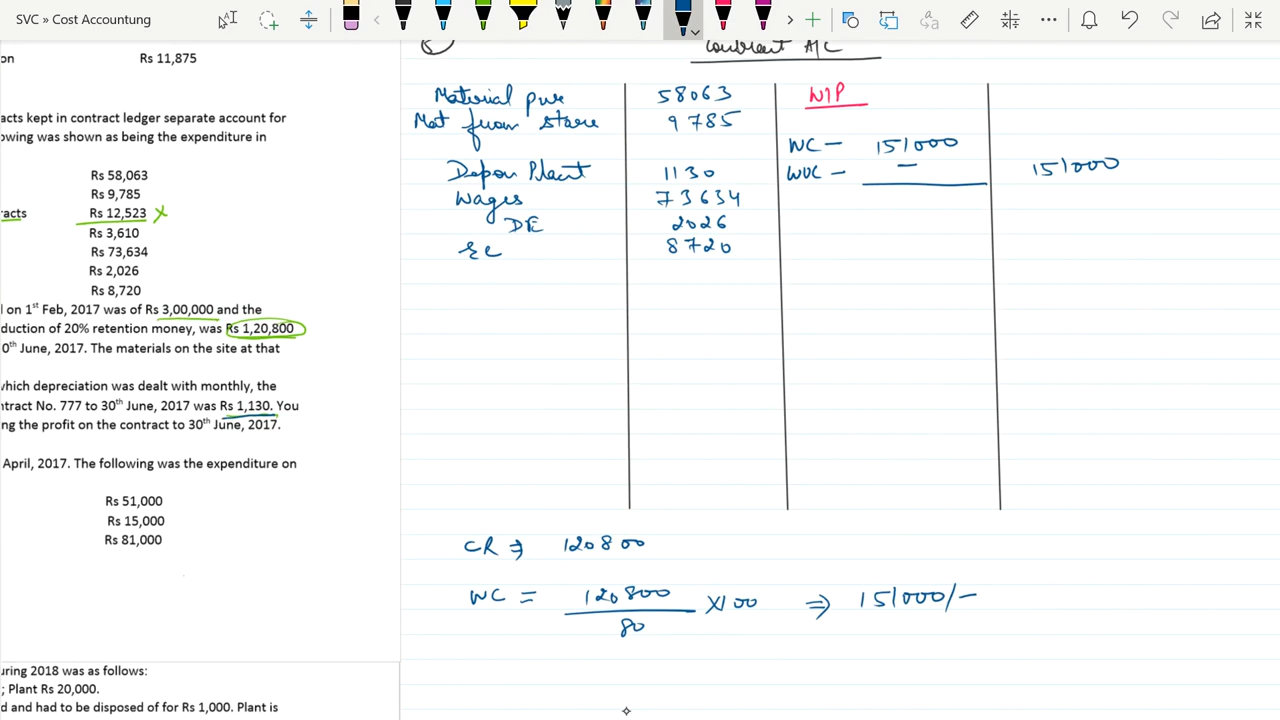 SVC » Cost Accountung
on Rs 11,875
acts kept in contract ledger separate account for
owing was shown as being the expenditure in
Rs 58,063
Rs 9,785
racts Rs 12,523 x
Rs 3,610
Rs 73,634
Rs 2,026
Rs 8,720
l on 1st Feb, 2017 was of Rs 3,00,000 and the
duction of 20% retention money, was Rs 1,20,800
0th June, 2017. The materials on the site at that
which depreciation was dealt with monthly, the
ntract No. 777 to 30th June, 2017 was Rs 1,130. You
ng the profit on the contract to 30th June, 2017.
April, 2017. The following was the expenditure on
Rs 51,000
Rs 15,000
Rs 81,000
uring 2018 was as follows:
; Plant Rs 20,000.
d and had to be disposed of for Rs 1,000. Plant is
Contract A/C
Material pure 58063
Mat from store 9785
Depon Plant 1130
Wages 73634
DE 2026
8720
WIP
WC - 151000
WUC - - 151000
CR ⇒ 120800
WC = 120800 / 80 × 100 ⇒ 151000/-